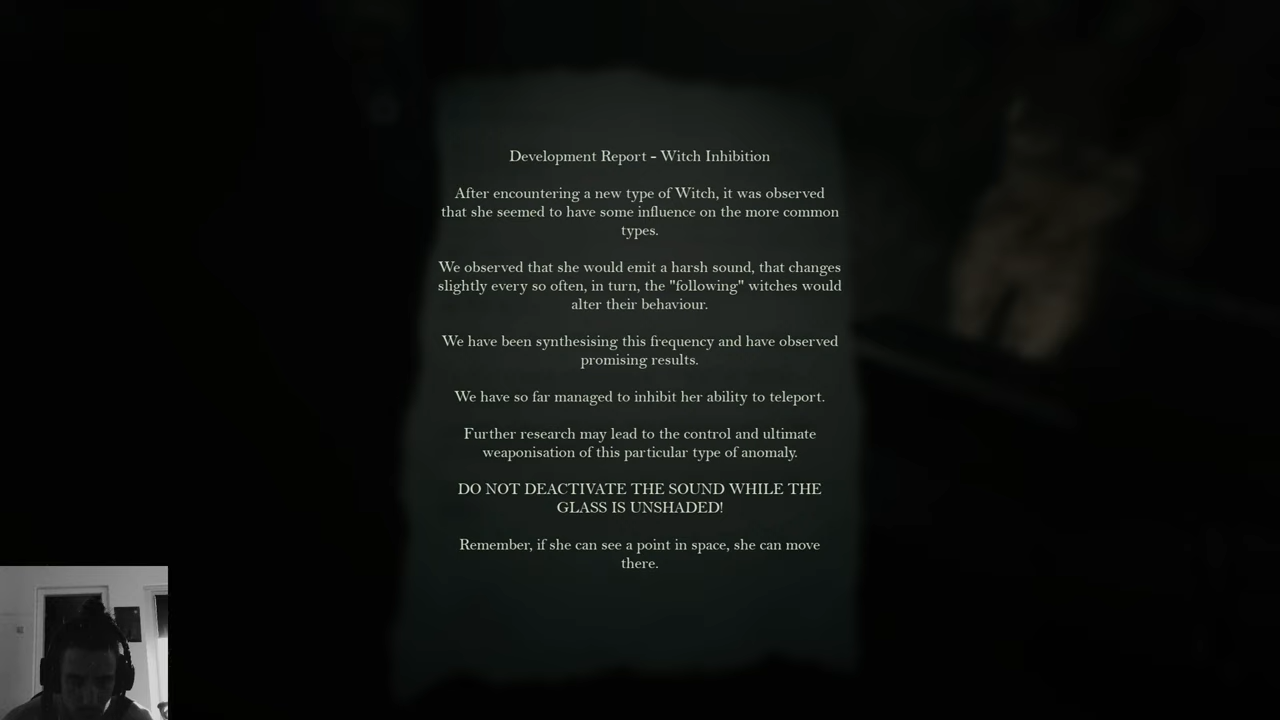 Development Report - Witch Inhibition
After encountering a new type of Witch, it was observed
that she seemed to have some influence on the more common
types.
We observed that she would emit a harsh sound, that changes
slightly every so often, in turn, the "following" witches would
alter their behaviour.
We have been synthesising this frequency and have observed
promising results.
We have so far managed to inhibit her ability to teleport.
Further research may lead to the control and ultimate
weaponisation of this particular type of anomaly.
DO NOT DEACTIVATE THE SOUND WHILE THE
GLASS IS UNSHADED!
Remember, if she can see a point in space, she can move
there.